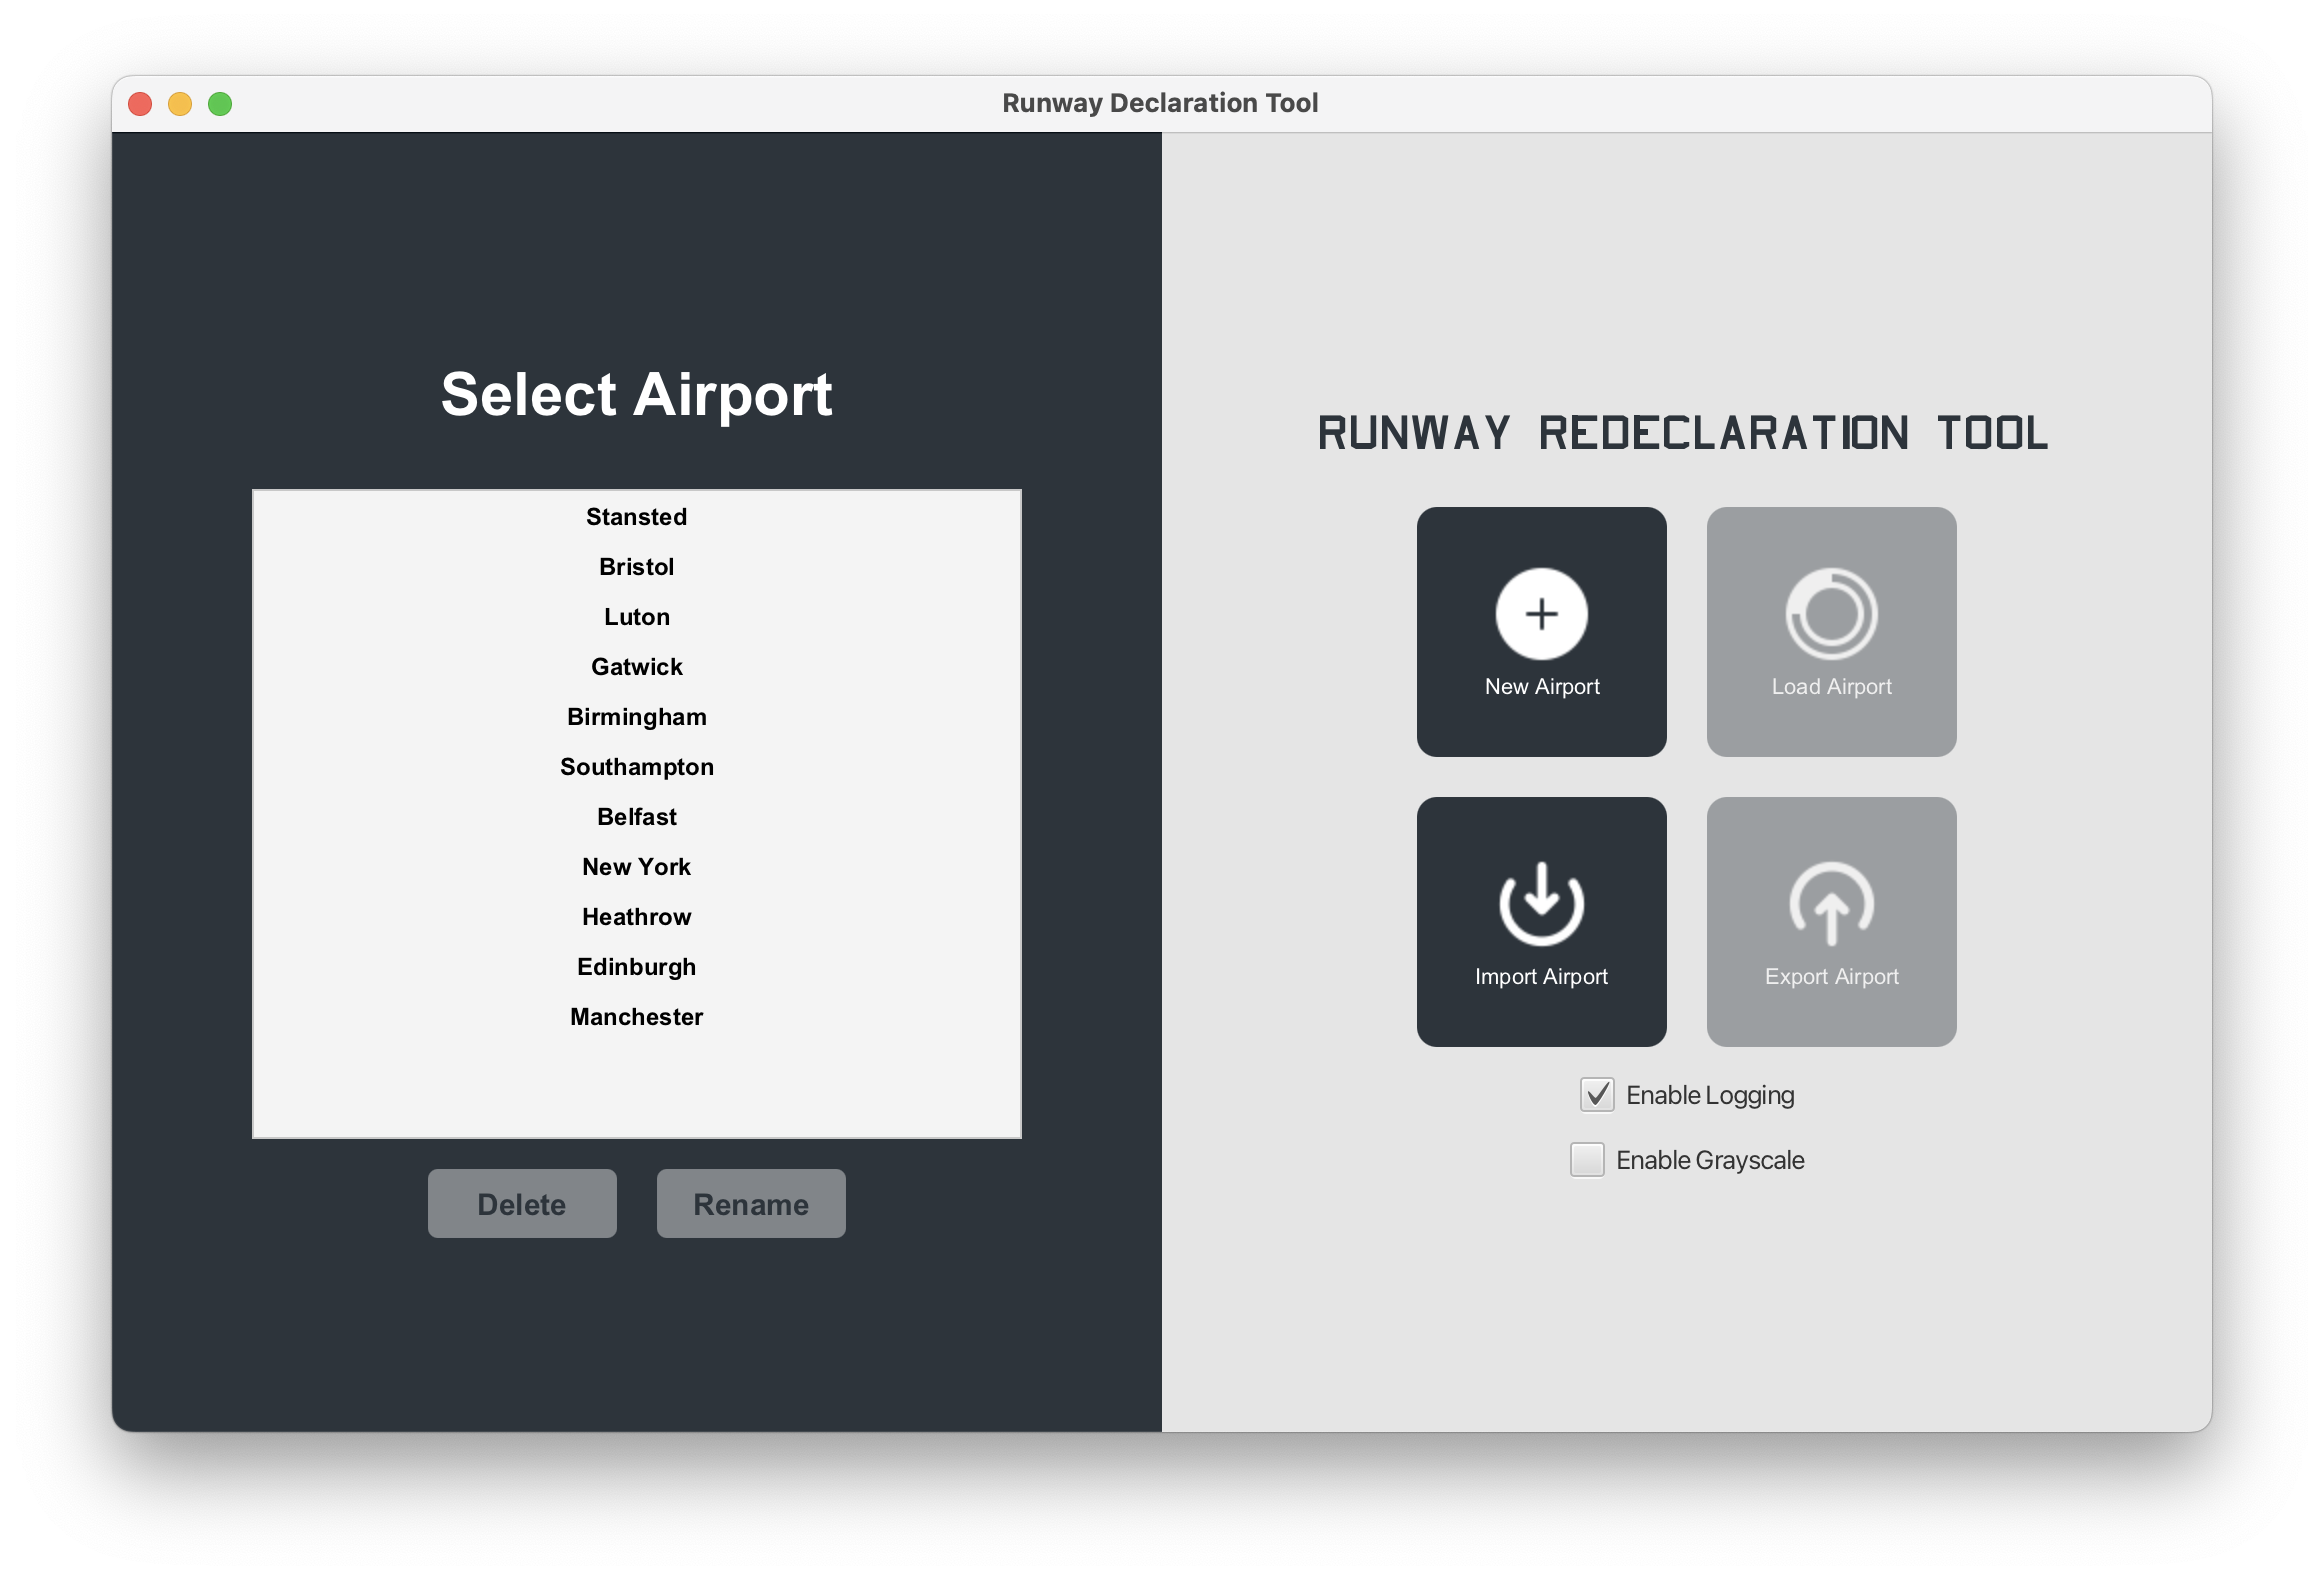 Runway Declaration Tool
Select Airport
Stansted
Bristol
Luton
Gatwick
Birmingham
Southampton
Belfast
New York
Heathrow
Edinburgh
Manchester
Delete
Rename
RUNWAY REDECLARATION TOOL
New Airport
Load Airport
Import Airport
Export Airport
Enable Logging
Enable Grayscale